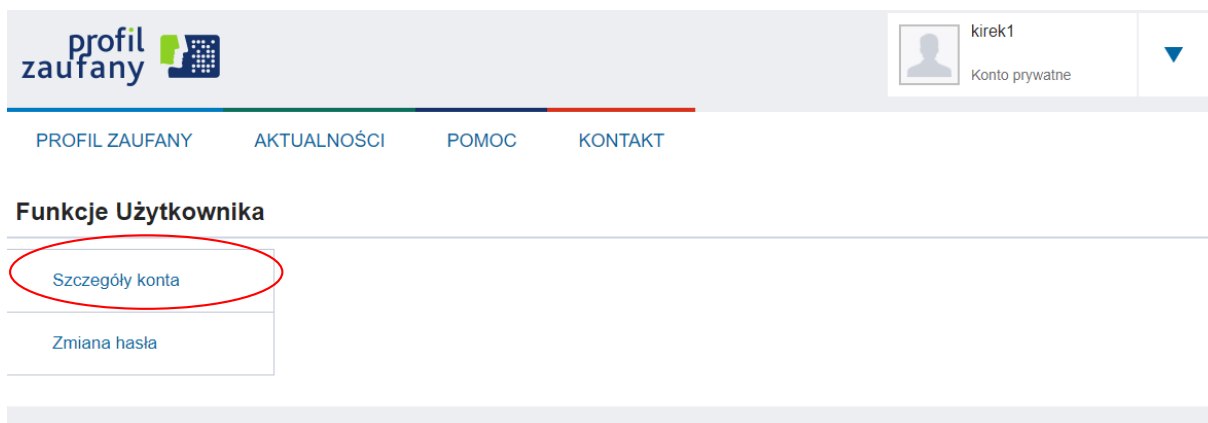 profil
zaufany
kirek1
Konto prywatne
PROFIL ZAUFANY AKTUALNOŚCI POMOC KONTAKT
Funkcje Użytkownika
Szczegóły konta
Zmiana hasła